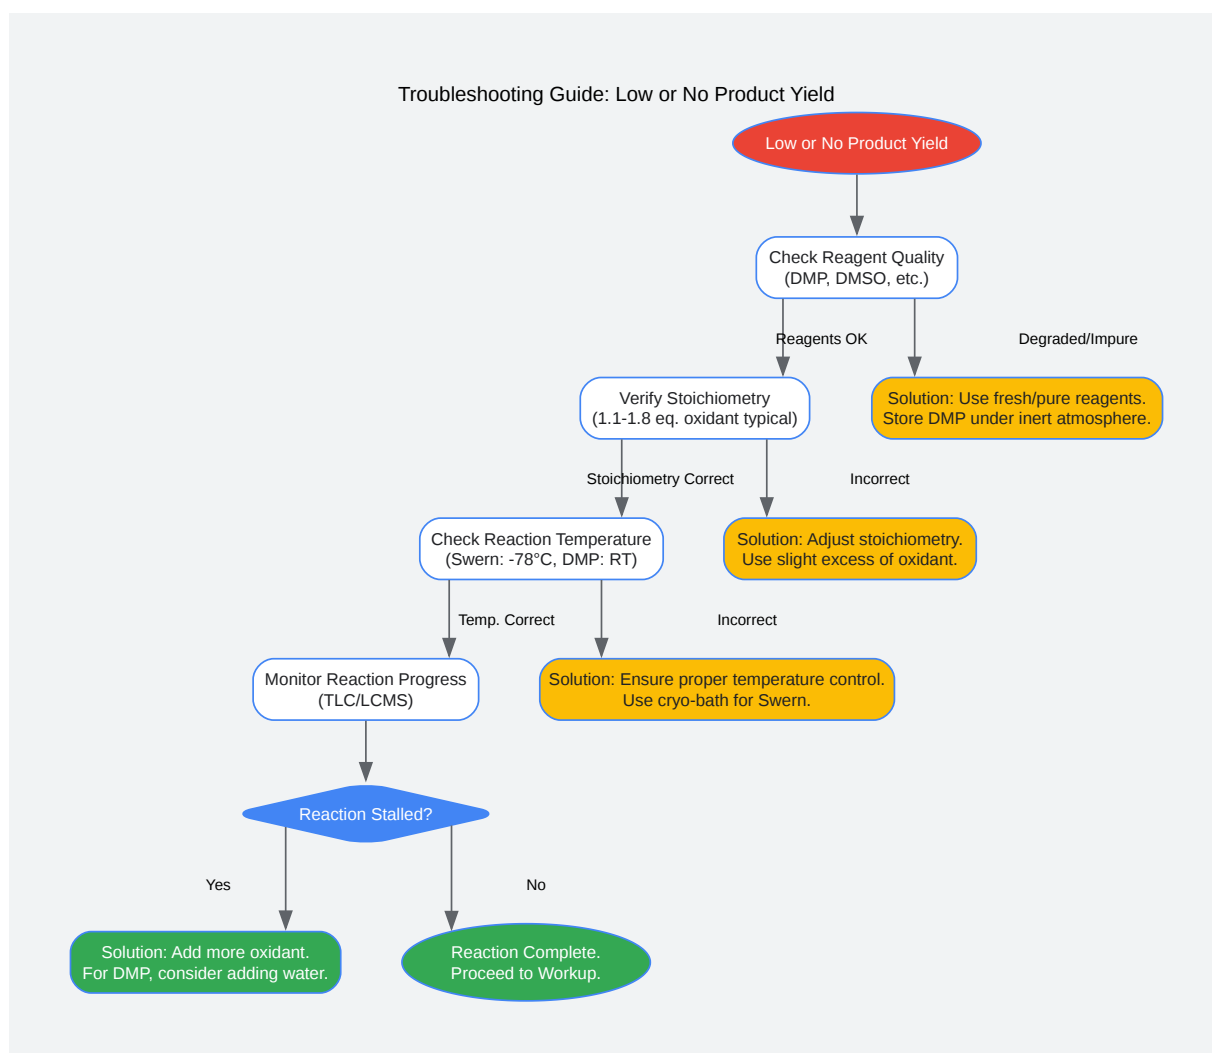 Troubleshooting Guide: Low or No Product Yield
Low or No Product Yield
Check Reagent Quality
(DMP, DMSO, etc.)
Reagents OK
Degraded/Impure
Verify Stoichiometry
(1.1-1.8 eq. oxidant typical)
Solution: Use fresh/pure reagents.
Store DMP under inert atmosphere.
Stoichiometry Correct
Incorrect
Check Reaction Temperature
(Swern: -78°C, DMP: RT)
Solution: Adjust stoichiometry.
Use slight excess of oxidant.
Temp. Correct
Incorrect
Monitor Reaction Progress
(TLC/LCMS)
Solution: Ensure proper temperature control.
Use cryo-bath for Swern.
Reaction Stalled?
Yes
No
Solution: Add more oxidant.
For DMP, consider adding water.
Reaction Complete.
Proceed to Workup.